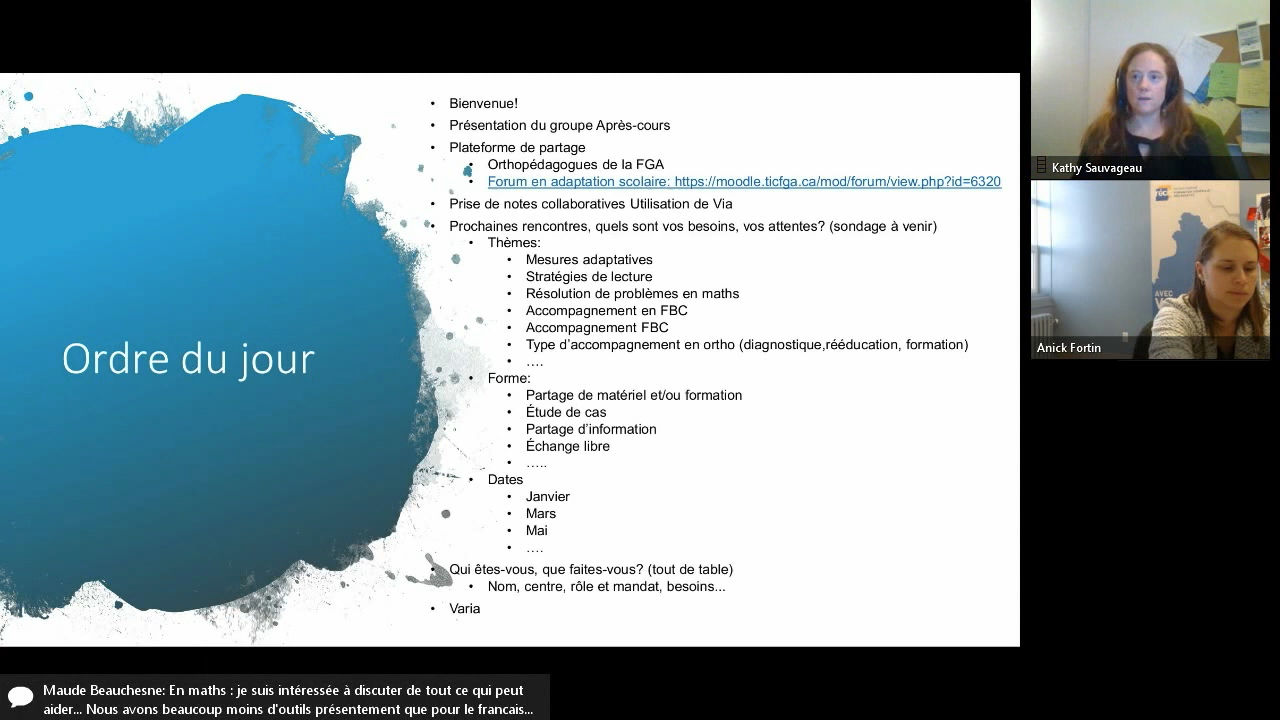 Ordre du jour
• Bienvenue!
• Présentation du groupe Après-cours
• Plateforme de partage
• Orthopédagogues de la FGA
• Forum en adaptation scolaire: https://moodle.ticfga.ca/mod/forum/view.php?id=6320
• Prise de notes collaboratives Utilisation de Via
• Prochaines rencontres, quels sont vos besoins, vos attentes? (sondage à venir)
• Thèmes:
• Mesures adaptatives
• Stratégies de lecture
• Résolution de problèmes en maths
• Accompagnement en FBC
• Accompagnement FBC
• Type d'accompagnement en ortho (diagnostique,rééducation, formation)
• ….
• Forme:
• Partage de matériel et/ou formation
• Étude de cas
• Partage d'information
• Échange libre
• …..
• Dates
• Janvier
• Mars
• Mai
• ….
• Qui êtes-vous, que faites-vous? (tout de table)
• Nom, centre, rôle et mandat, besoins...
• Varia
Kathy Sauvageau
AVEC
Anick Fortin
Maude Beauchesne: En maths : je suis intéressée à discuter de tout ce qui peut
aider... Nous avons beaucoup moins d'outils présentement que pour le francais...